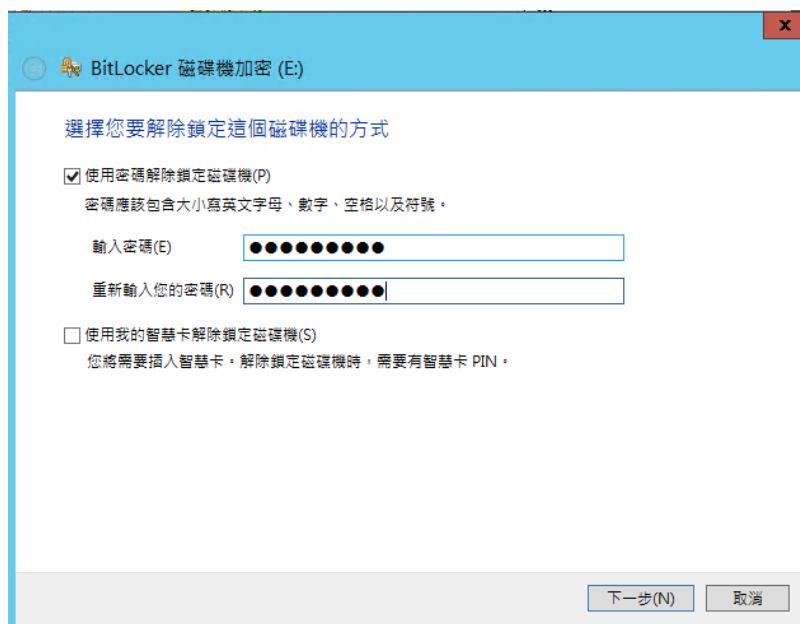 BitLocker 磁碟機加密 (E:)
選擇您要解除鎖定這個磁碟機的方式
使用密碼解除鎖定磁碟機(P)
密碼應該包含大小寫英文字母、數字、空格以及符號。
輸入密碼(E) ●●●●●●●●●
重新輸入您的密碼(R) ●●●●●●●●●
使用我的智慧卡解除鎖定磁碟機(S)
您將需要插入智慧卡。解除鎖定磁碟機時，需要有智慧卡 PIN。
下一步(N) 取消